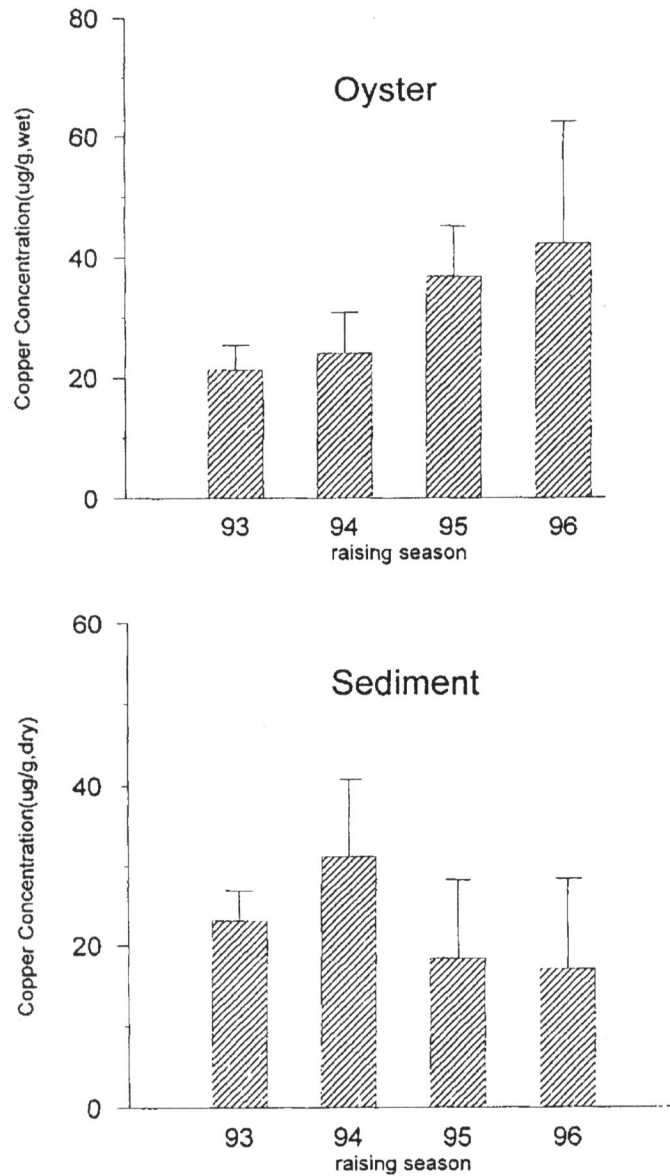 80
Oyster
60
40
20
0
Copper Concentration(ug/g,wet)
93 94 95 96
raising season
60
Sediment
40
20
0
Copper Concentration(ug/g,dry)
93 94 95 96
raising season